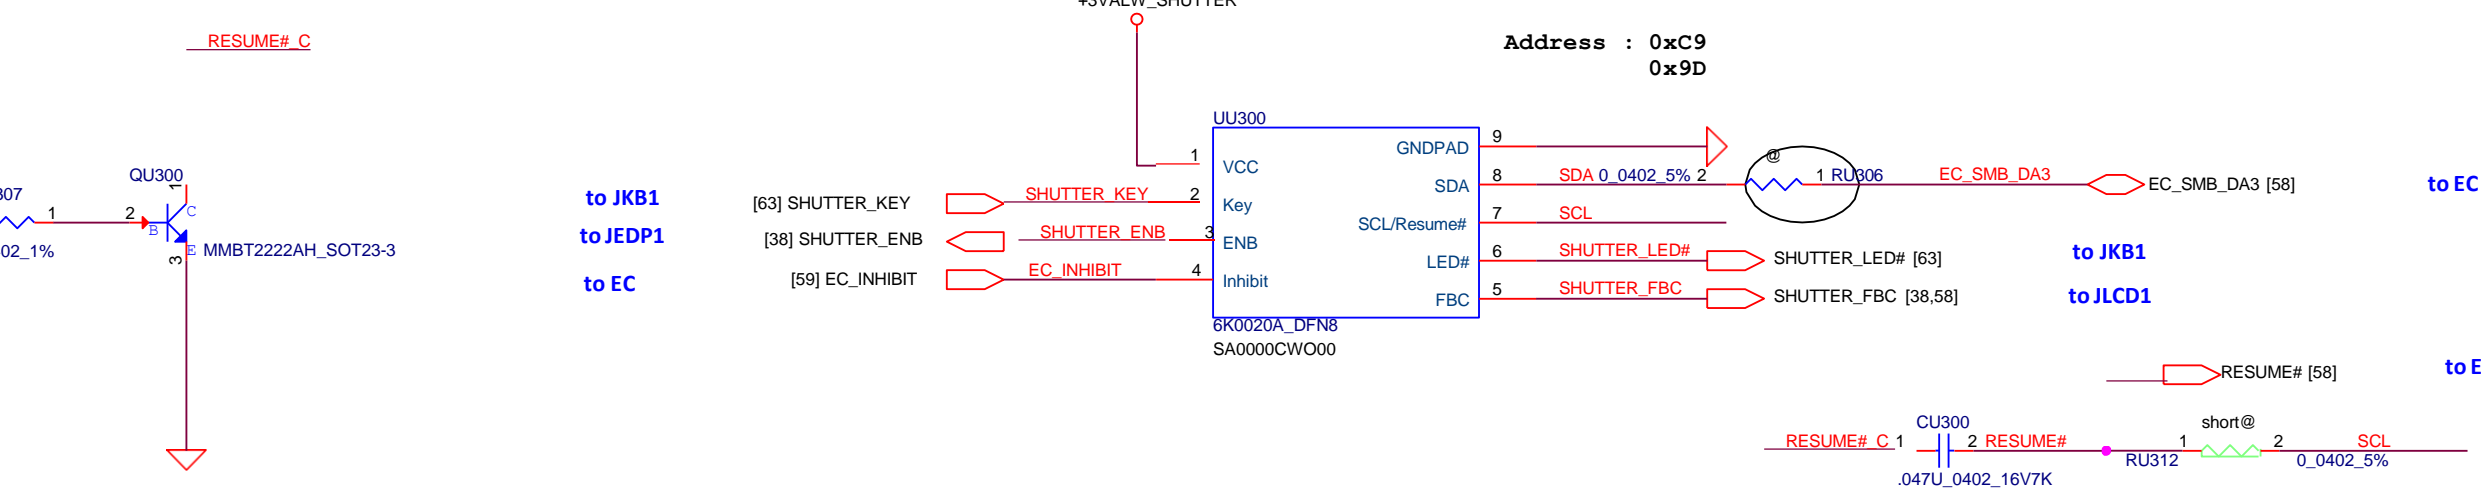 +3VALW_SHUTTER
RESUME#_C
Address : 0xC9
0x9D
UU300
QU300
1
C
2
B
E
3
MMBT2222AH_SOT23-3
307
1
02_1%
to JKB1
to JEDP1
to EC
[63] SHUTTER_KEY
SHUTTER_KEY
[38] SHUTTER_ENB
SHUTTER_ENB
[59] EC_INHIBIT
EC_INHIBIT
1
VCC
2
Key
3
ENB
4
Inhibit
GNDPAD
9
SDA
8
SCL/Resume#
7
LED#
6
FBC
5
6K0020A_DFN8
SA0000CWO00
SDA 0_0402_5% 2
@
1 RU306
EC_SMB_DA3
EC_SMB_DA3 [58]
to EC
SCL
SHUTTER_LED#
SHUTTER_LED# [63]
to JKB1
SHUTTER_FBC
SHUTTER_FBC [38,58]
to JLCD1
RESUME# [58]
to E
CU300
short@
RESUME#_C 1
2 RESUME#
1
2
SCL
RU312
0_0402_5%
.047U_0402_16V7K